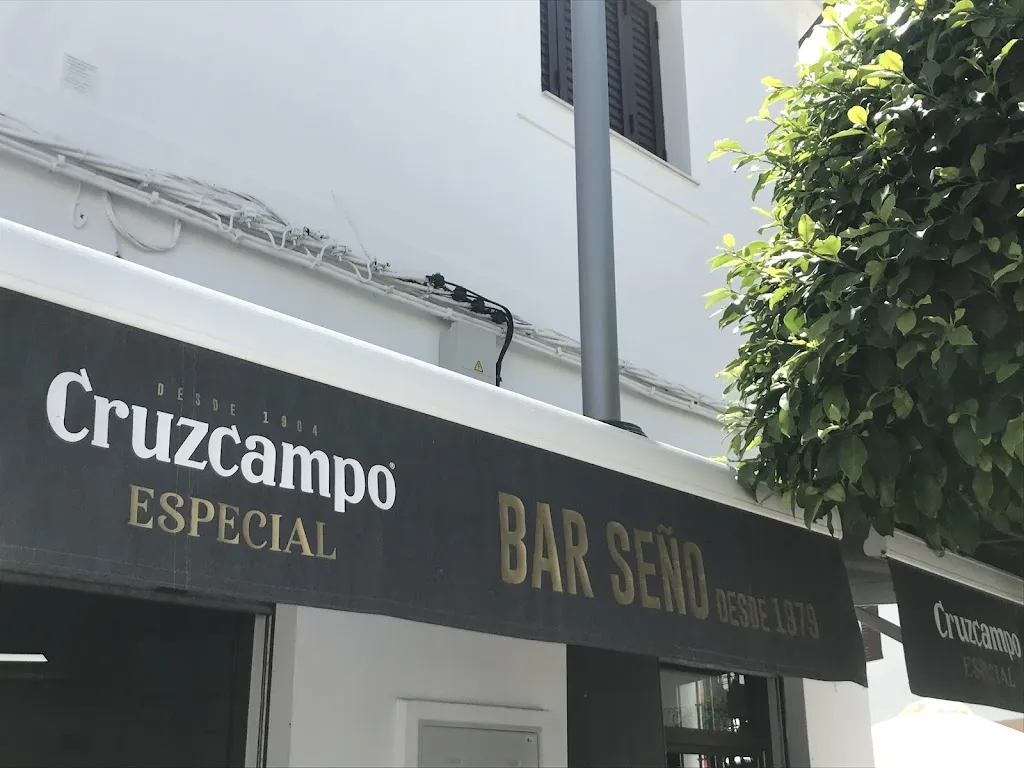 DESDE 1904
Cruzcampo
ESPECIAL
BAR SEÑO DESDE 1979
Cruzcampo
ESPECIAL